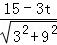 15 − 3t
√(3² + 9²)